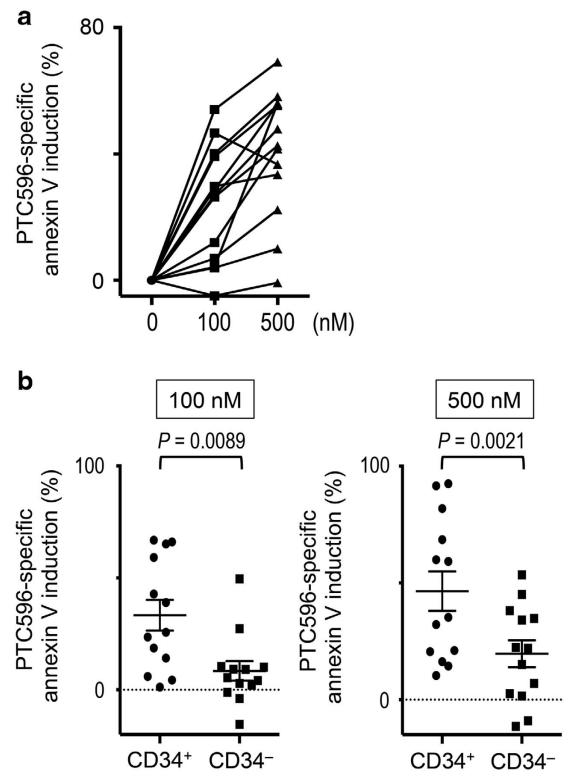 a
PTC596-specific
annexin V induction (%)
80
0
0 100 500 (nM)
b
100 nM
P = 0.0089
PTC596-specific
annexin V induction (%)
100
0
CD34⁺ CD34⁻
500 nM
P = 0.0021
PTC596-specific
annexin V induction (%)
100
0
CD34⁺ CD34⁻